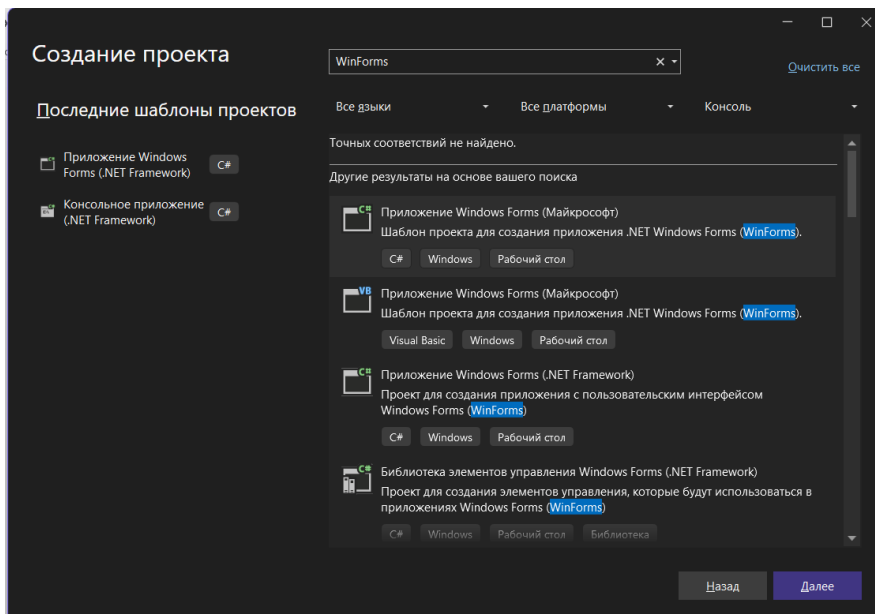 Создание проекта
WinForms
Очистить все
Последние шаблоны проектов
Все языки
Все платформы
Консоль
Приложение Windows
Forms (.NET Framework)
C#
Консольное приложение
(.NET Framework)
C#
Точных соответствий не найдено.
Другие результаты на основе вашего поиска
C#
Приложение Windows Forms (Майкрософт)
Шаблон проекта для создания приложения .NET Windows Forms (WinForms).
C# Windows Рабочий стол
VB
Приложение Windows Forms (Майкрософт)
Шаблон проекта для создания приложения .NET Windows Forms (WinForms).
Visual Basic Windows Рабочий стол
C#
Приложение Windows Forms (.NET Framework)
Проект для создания приложения с пользовательским интерфейсом
Windows Forms (WinForms)
C# Windows Рабочий стол
C#
Библиотека элементов управления Windows Forms (.NET Framework)
Проект для создания элементов управления, которые будут использоваться в
приложениях Windows Forms (WinForms)
C# Windows Рабочий стол Библиотека
Назад
Далее